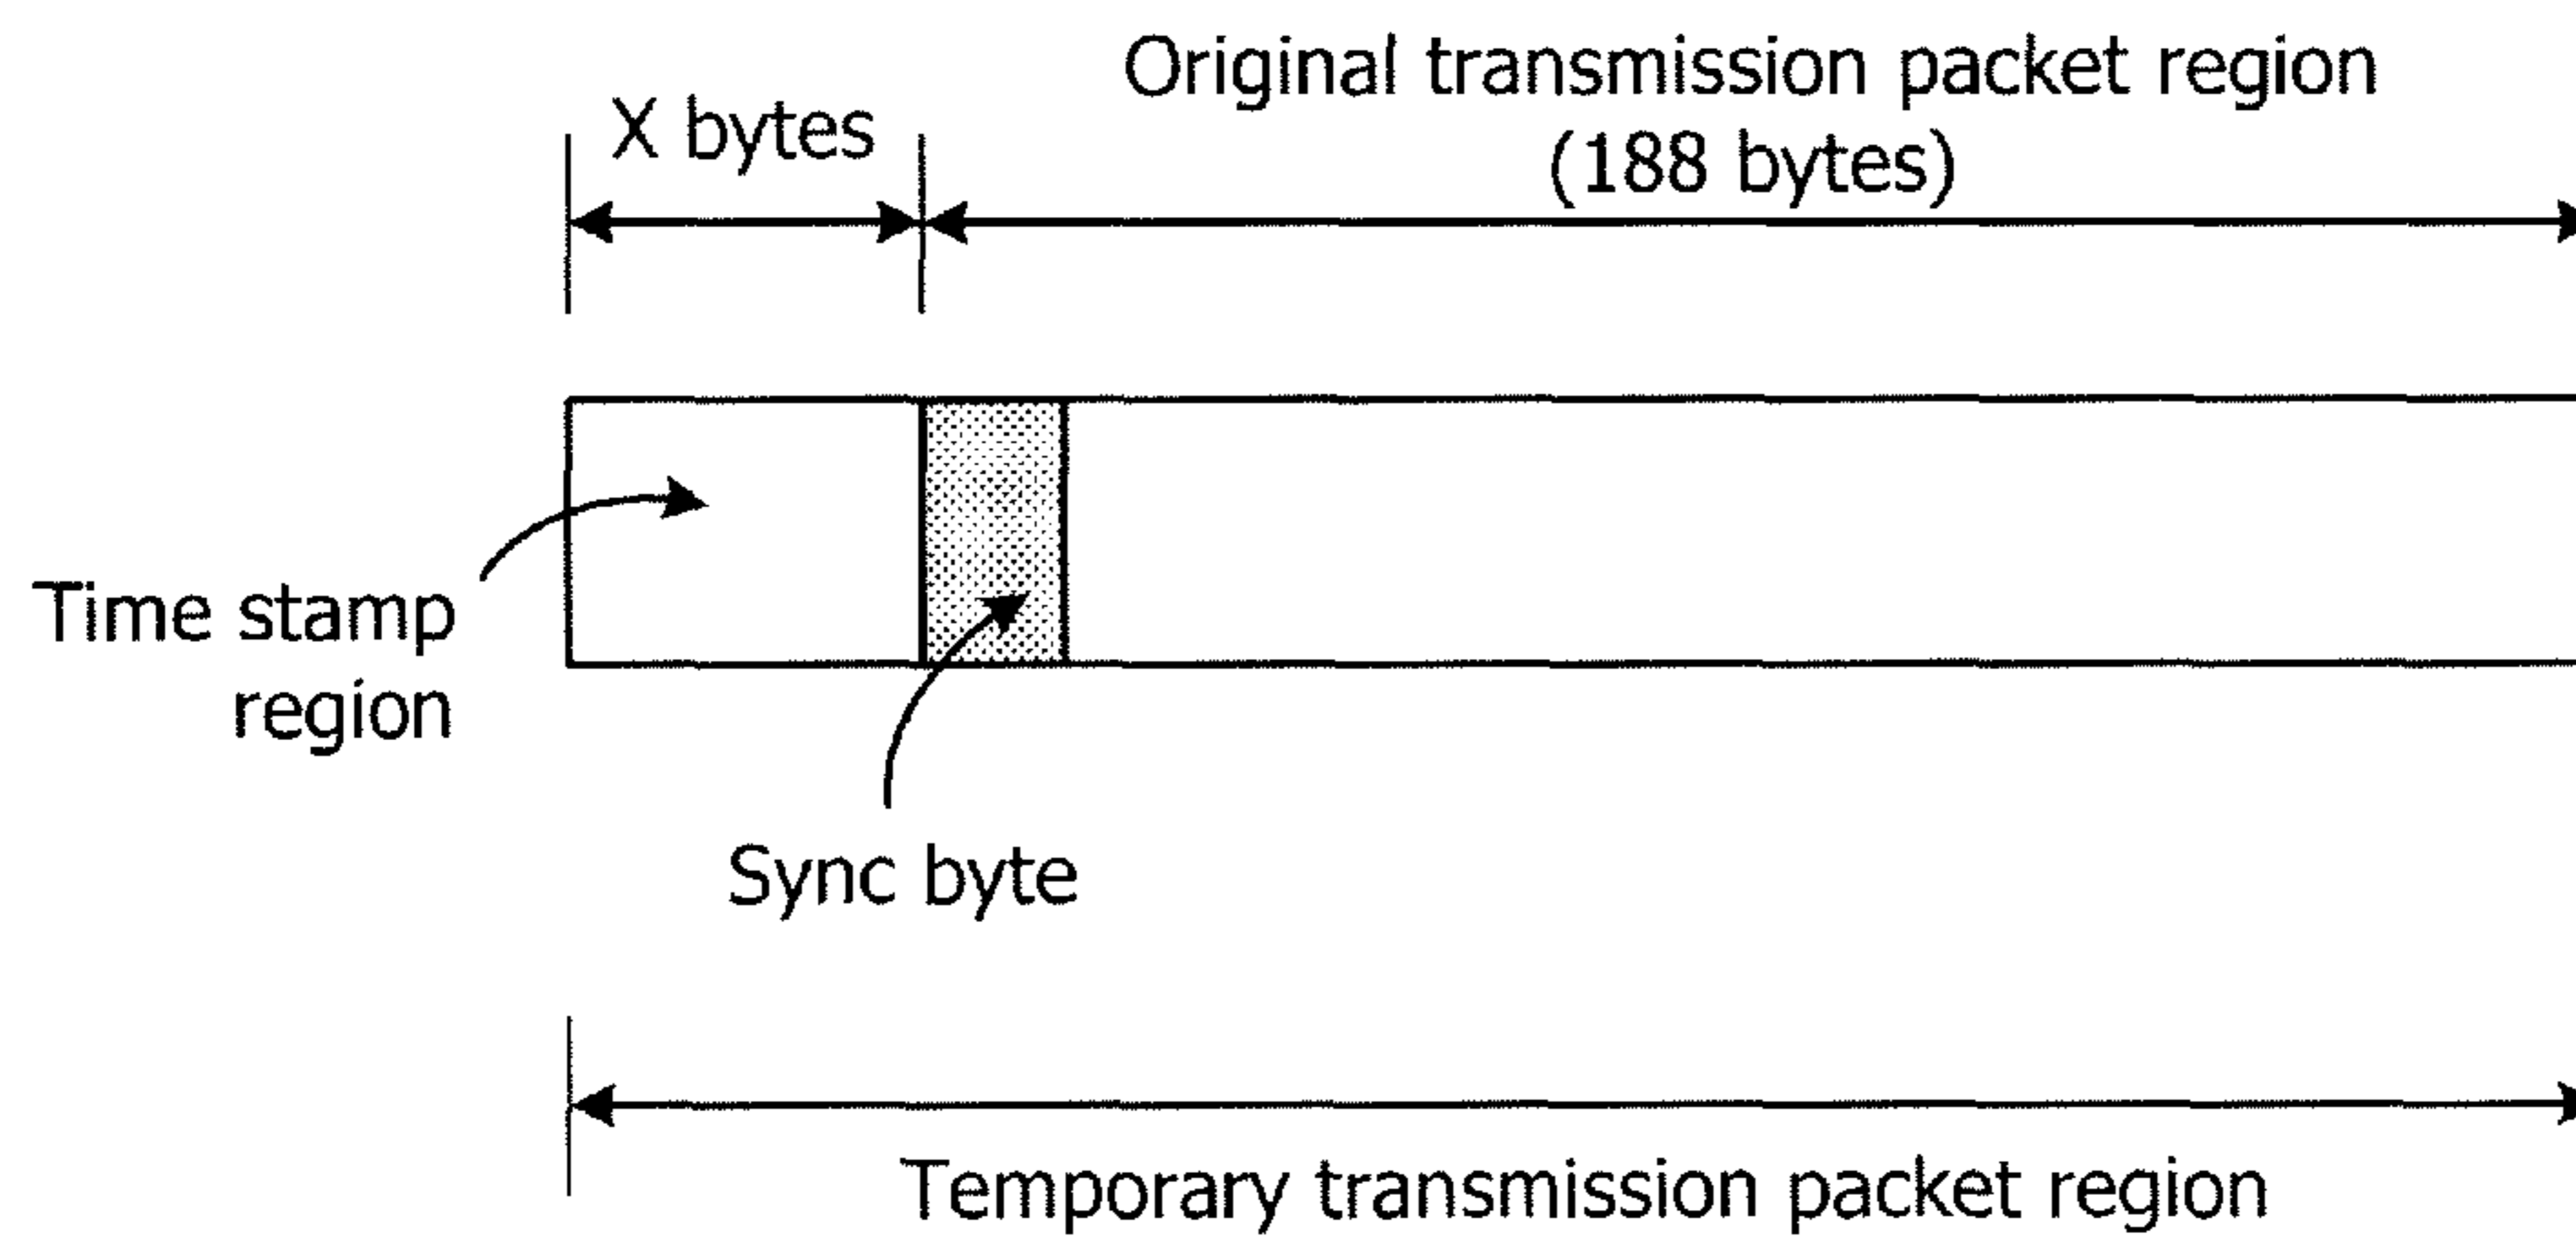 Original transmission packet region
X bytes
(188 bytes)
Time stamp
region
Sync byte
Temporary transmission packet region